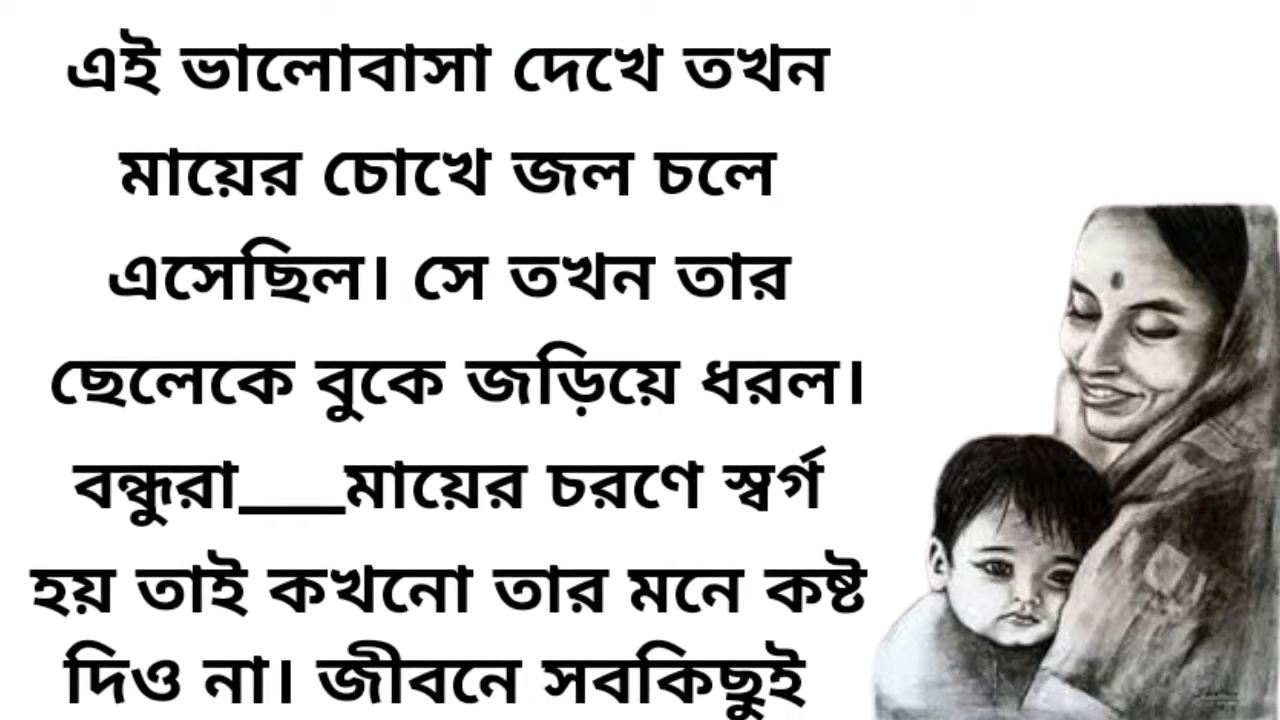 এই ভালোবাসা দেখে তখন
মায়ের চোখে জল চলে
এসেছিল। সে তখন তার
ছেলেকে বুকে জড়িয়ে ধরল।
বন্ধুরা___মায়ের চরণে স্বর্গ
হয় তাই কখনো তার মনে কষ্ট
দিও না। জীবনে সবকিছুই